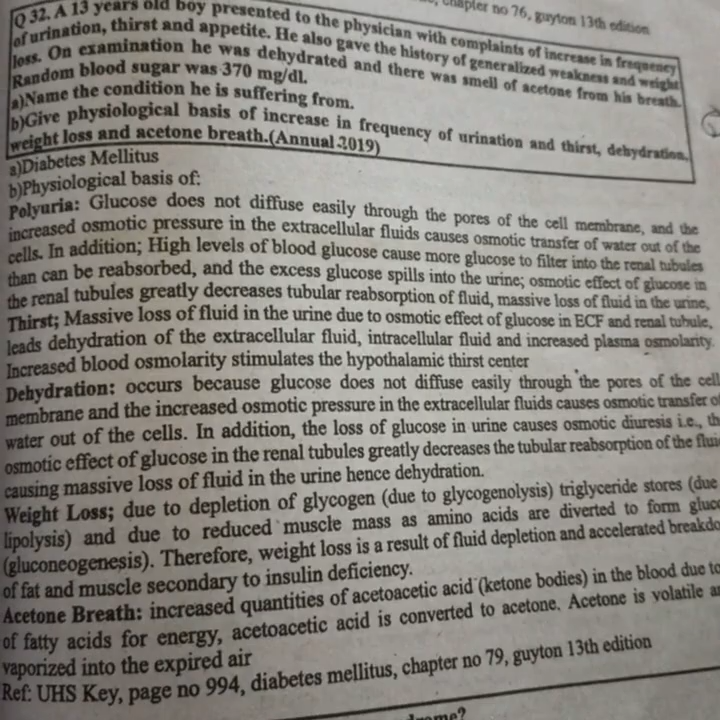 chapter no 76, guyton 13th edition
Q 32. A 13 years old boy presented to the physician with complaints of increase in frequency
of urination, thirst and appetite. He also gave the history of generalized weakness and weight
loss. On examination he was dehydrated and there was smell of acetone from his breath.
Random blood sugar was 370 mg/dl.
a)Name the condition he is suffering from.
b)Give physiological basis of increase in frequency of urination and thirst, dehydration,
weight loss and acetone breath.(Annual 2019)
a)Diabetes Mellitus
b)Physiological basis of:
Polyuria: Glucose does not diffuse easily through the pores of the cell membrane, and the
increased osmotic pressure in the extracellular fluids causes osmotic transfer of water out of the
cells. In addition; High levels of blood glucose cause more glucose to filter into the renal tubules
than can be reabsorbed, and the excess glucose spills into the urine; osmotic effect of glucose in
the renal tubules greatly decreases tubular reabsorption of fluid, massive loss of fluid in the urine,
Thirst; Massive loss of fluid in the urine due to osmotic effect of glucose in ECF and renal tubule,
leads dehydration of the extracellular fluid, intracellular fluid and increased plasma osmolarity.
Increased blood osmolarity stimulates the hypothalamic thirst center
Dehydration: occurs because glucose does not diffuse easily through the pores of the cell
membrane and the increased osmotic pressure in the extracellular fluids causes osmotic transfer of
water out of the cells. In addition, the loss of glucose in urine causes osmotic diuresis i.e., th
osmotic effect of glucose in the renal tubules greatly decreases the tubular reabsorption of the flui
causing massive loss of fluid in the urine hence dehydration.
Weight Loss; due to depletion of glycogen (due to glycogenolysis) triglyceride stores (due
lipolysis) and due to reduced muscle mass as amino acids are diverted to form gluco
(gluconeogenesis). Therefore, weight loss is a result of fluid depletion and accelerated breakdo
of fat and muscle secondary to insulin deficiency.
Acetone Breath: increased quantities of acetoacetic acid (ketone bodies) in the blood due to
of fatty acids for energy, acetoacetic acid is converted to acetone. Acetone is volatile an
vaporized into the expired air
Ref: UHS Key, page no 994, diabetes mellitus, chapter no 79, guyton 13th edition